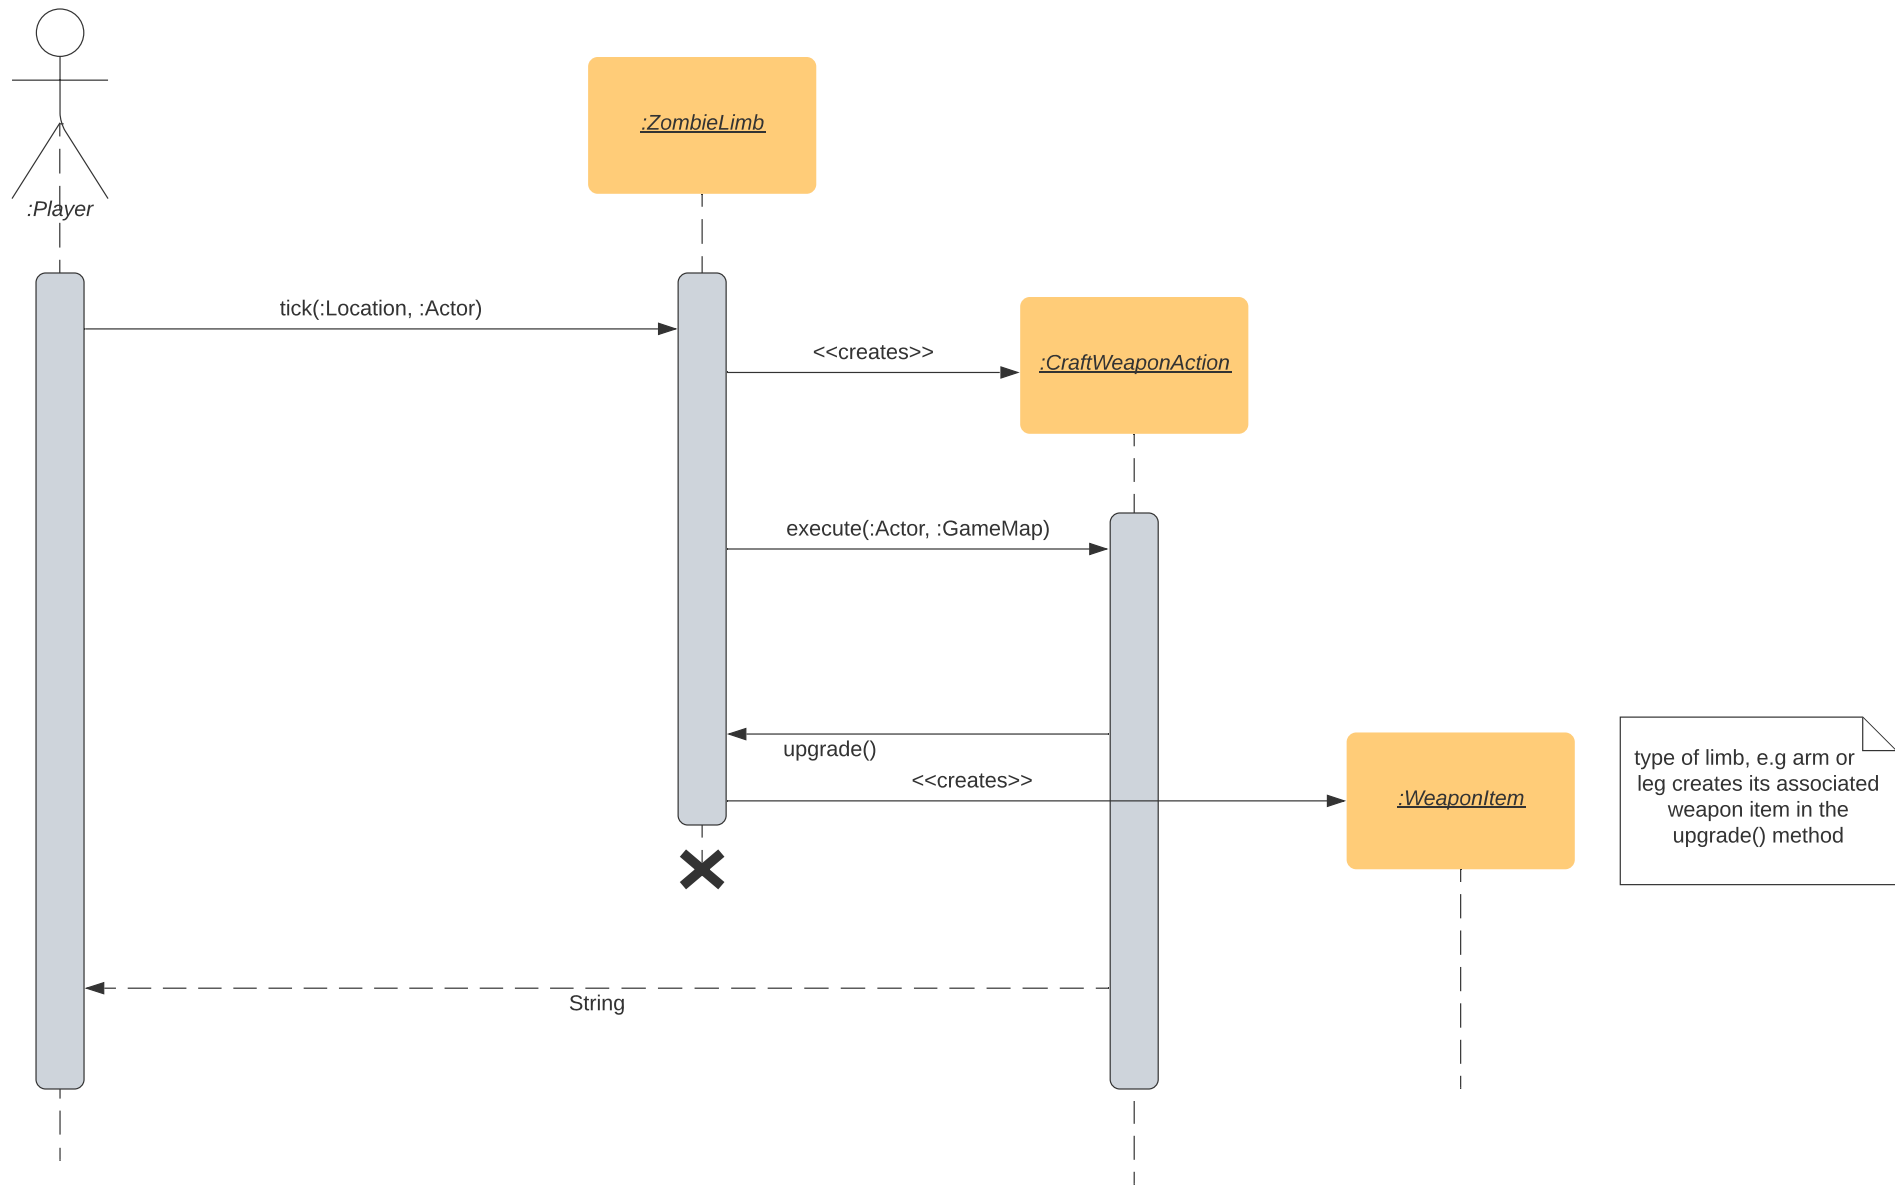 :ZombieLimb
:Player
tick(:Location, :Actor)
<<creates>>
:CraftWeaponAction
execute(:Actor, :GameMap)
upgrade()
<<creates>>
:WeaponItem
type of limb, e.g arm or
leg creates its associated
weapon item in the
upgrade() method
String